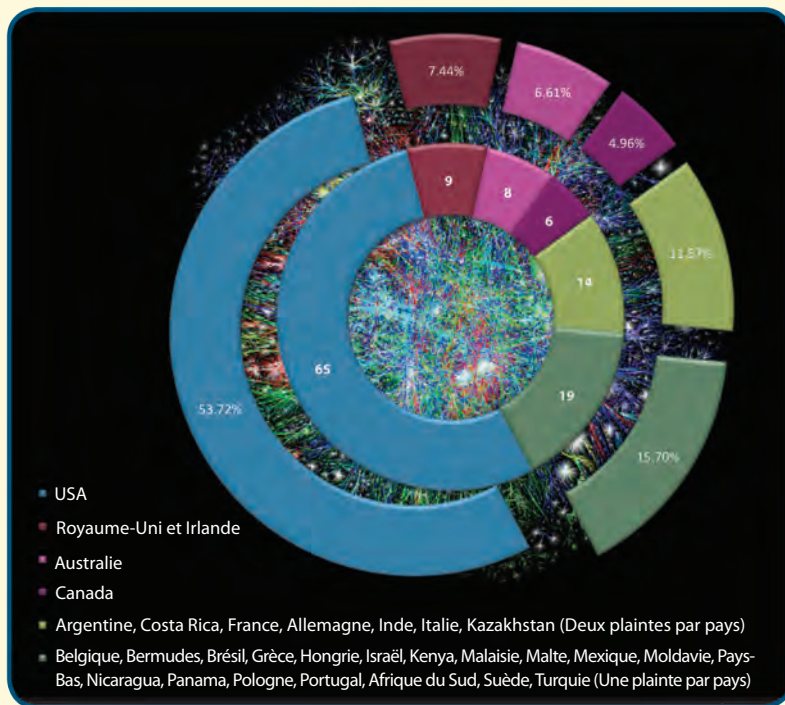 7.44%
6.61%
4.96%
9
8
6
11.57%
14
65
19
53.72%
15.70%
USA
Royaume-Uni et Irlande
Australie
Canada
Argentine, Costa Rica, France, Allemagne, Inde, Italie, Kazakhstan (Deux plaintes par pays)
Belgique, Bermudes, Brésil, Grèce, Hongrie, Israël, Kenya, Malaisie, Malte, Mexique, Moldavie, Pays-
Bas, Nicaragua, Panama, Pologne, Portugal, Afrique du Sud, Suède, Turquie (Une plainte par pays)